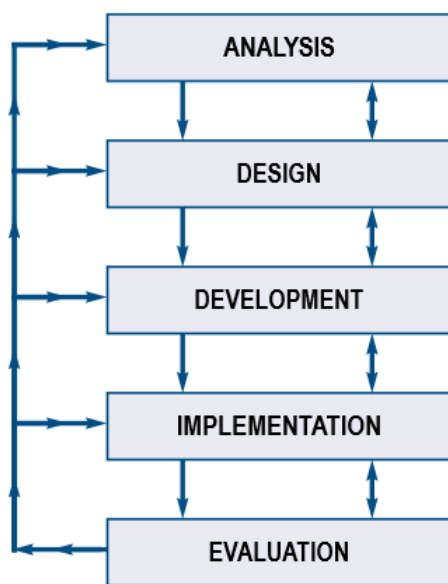 ANALYSIS
DESIGN
DEVELOPMENT
IMPLEMENTATION
EVALUATION